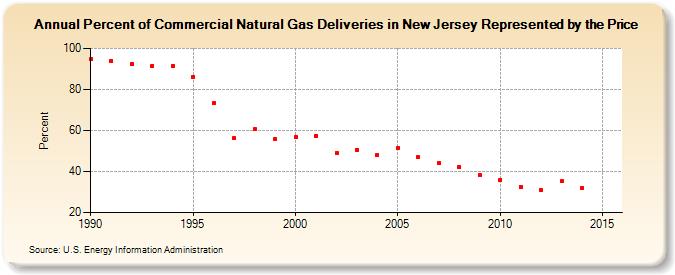 Annual Percent of Commercial Natural Gas Deliveries in New Jersey Represented by the Price
Percent
100
80
60
40
20
1990 1995 2000 2005 2010 2015
Source: U.S. Energy Information Administration